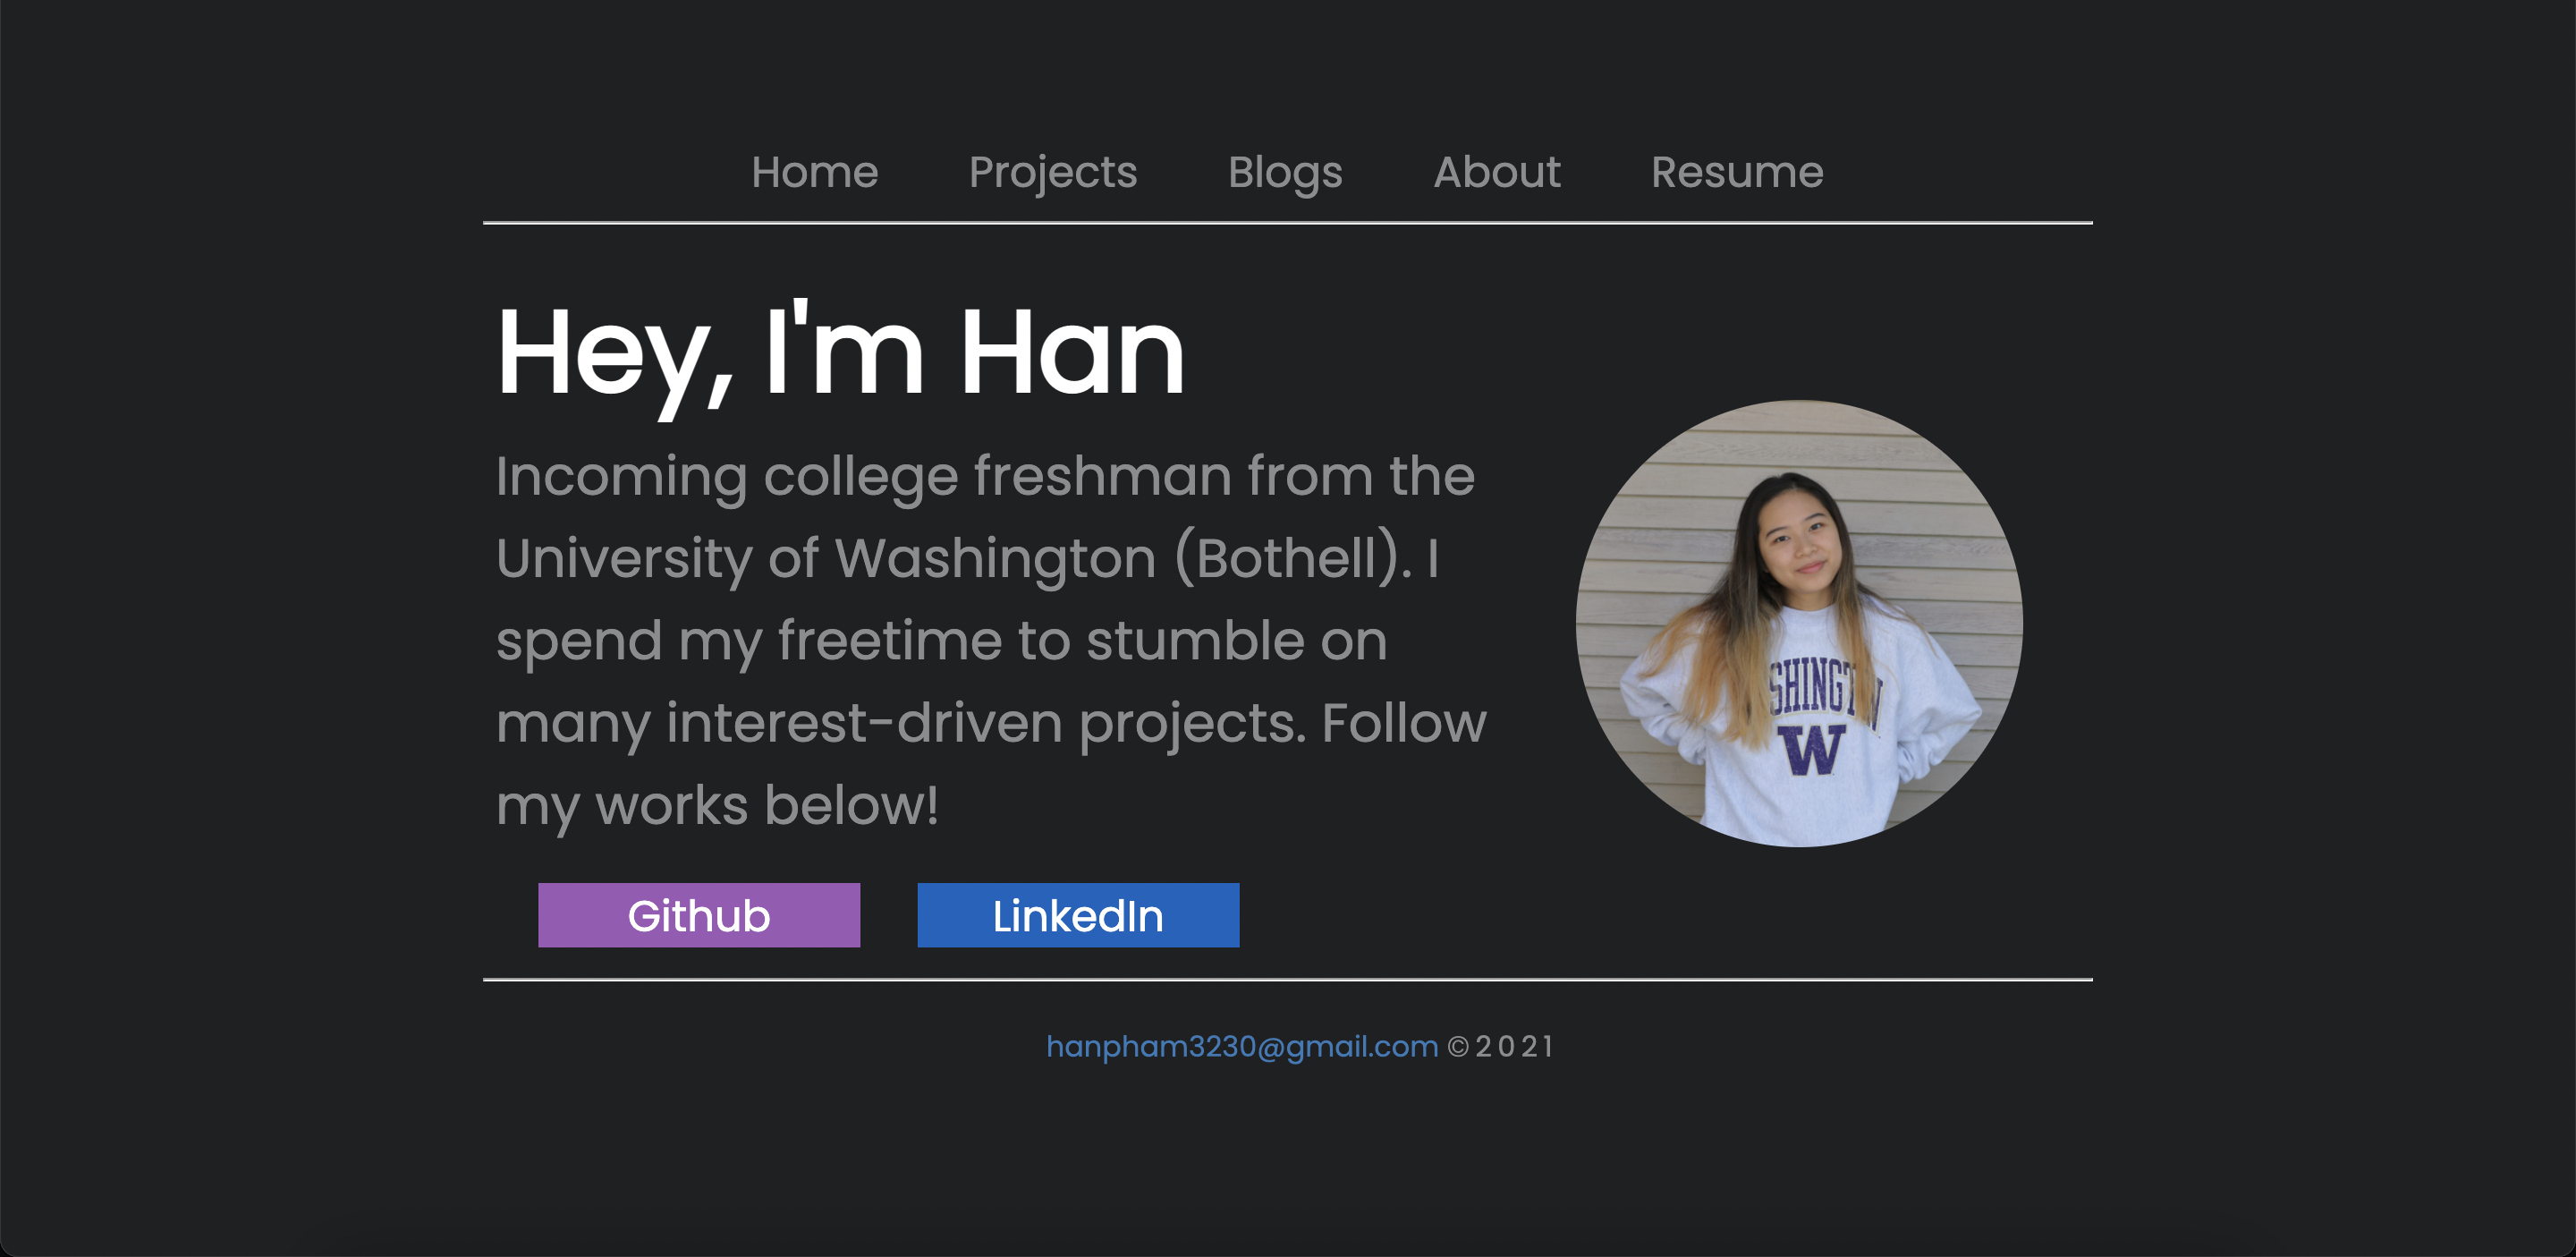 Home Projects Blogs About Resume
Hey, I'm Han
Incoming college freshman from the
University of Washington (Bothell). I
spend my freetime to stumble on
many interest-driven projects. Follow
my works below!
SHINGT
W
Github LinkedIn
hanpham3230@gmail.com ©2021